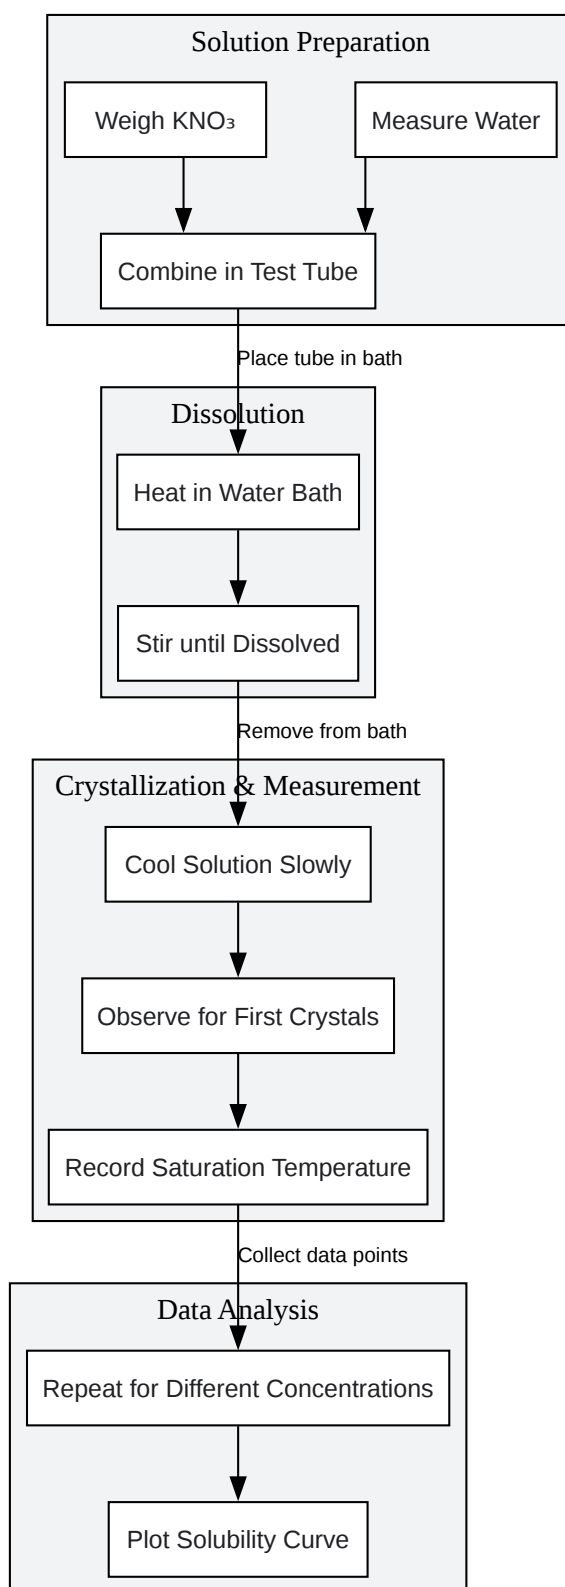 Solution Preparation
Weigh KNO₃
Measure Water
Combine in Test Tube
Place tube in bath
Dissolution
Heat in Water Bath
Stir until Dissolved
Remove from bath
Crystallization & Measurement
Cool Solution Slowly
Observe for First Crystals
Record Saturation Temperature
Collect data points
Data Analysis
Repeat for Different Concentrations
Plot Solubility Curve